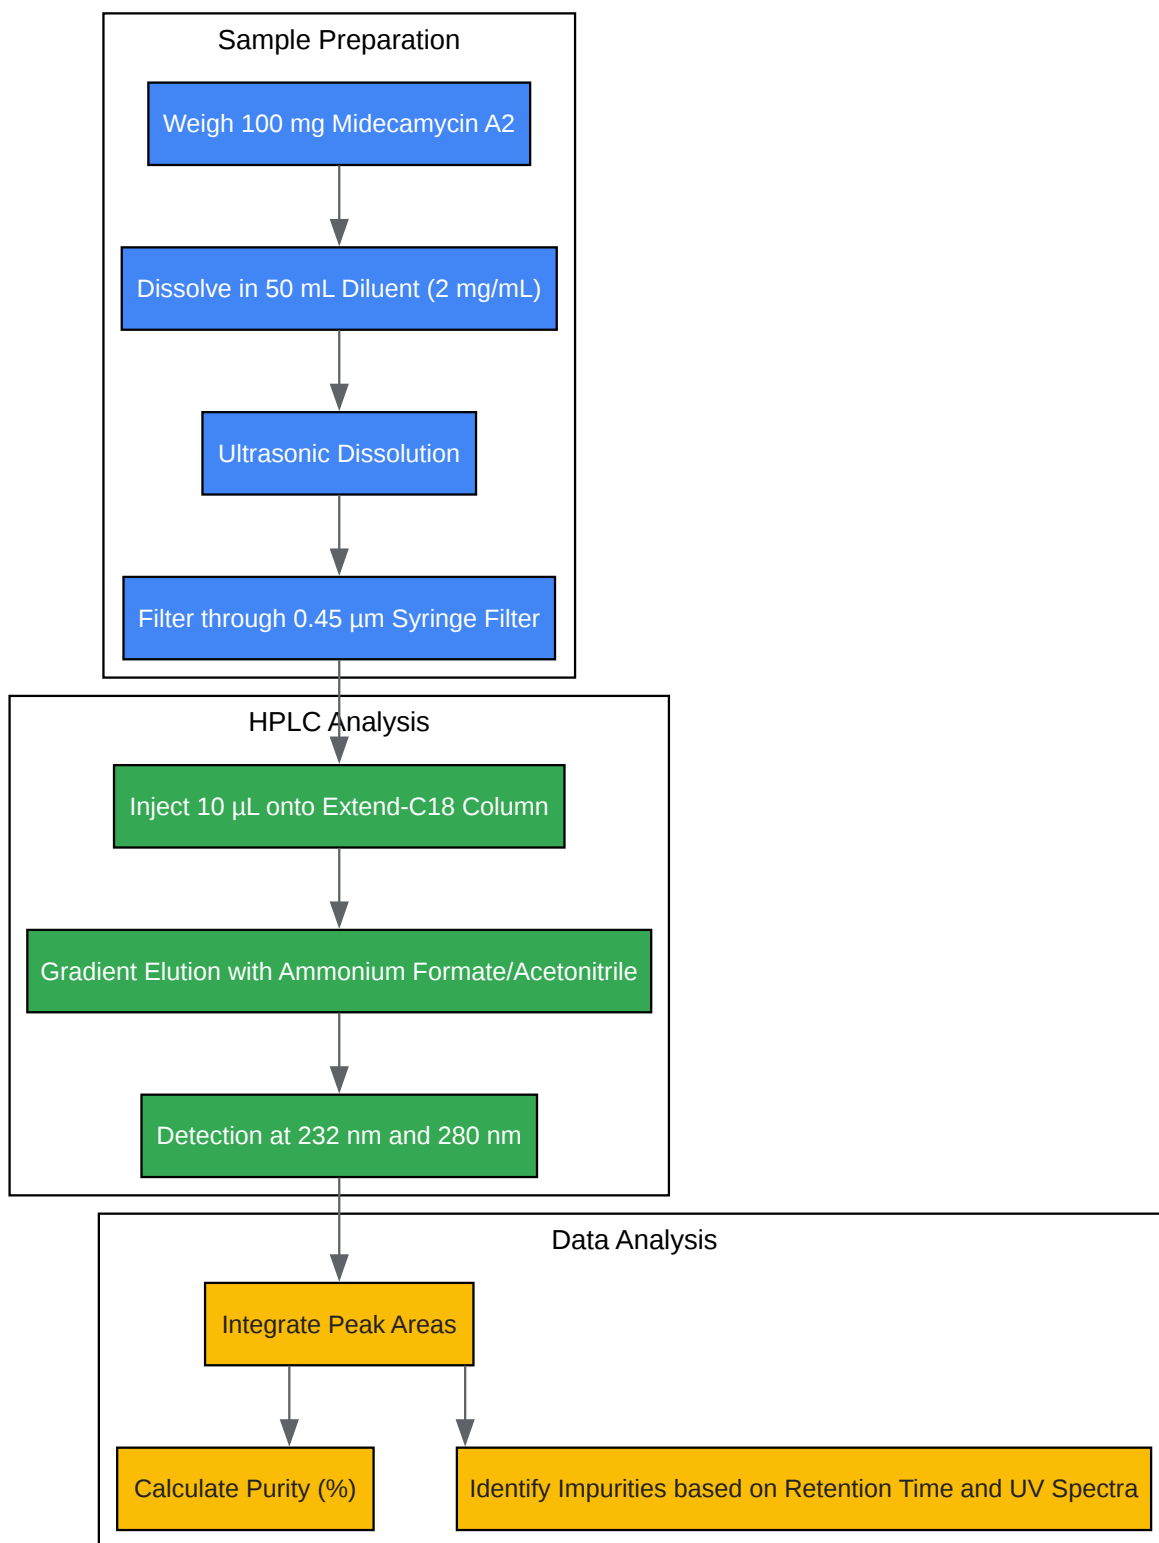 Sample Preparation
Weigh 100 mg Midecamycin A2
Dissolve in 50 mL Diluent (2 mg/mL)
Ultrasonic Dissolution
Filter through 0.45 µm Syringe Filter
HPLC Analysis
Inject 10 µL onto Extend-C18 Column
Gradient Elution with Ammonium Formate/Acetonitrile
Detection at 232 nm and 280 nm
Data Analysis
Integrate Peak Areas
Calculate Purity (%)
Identify Impurities based on Retention Time and UV Spectra